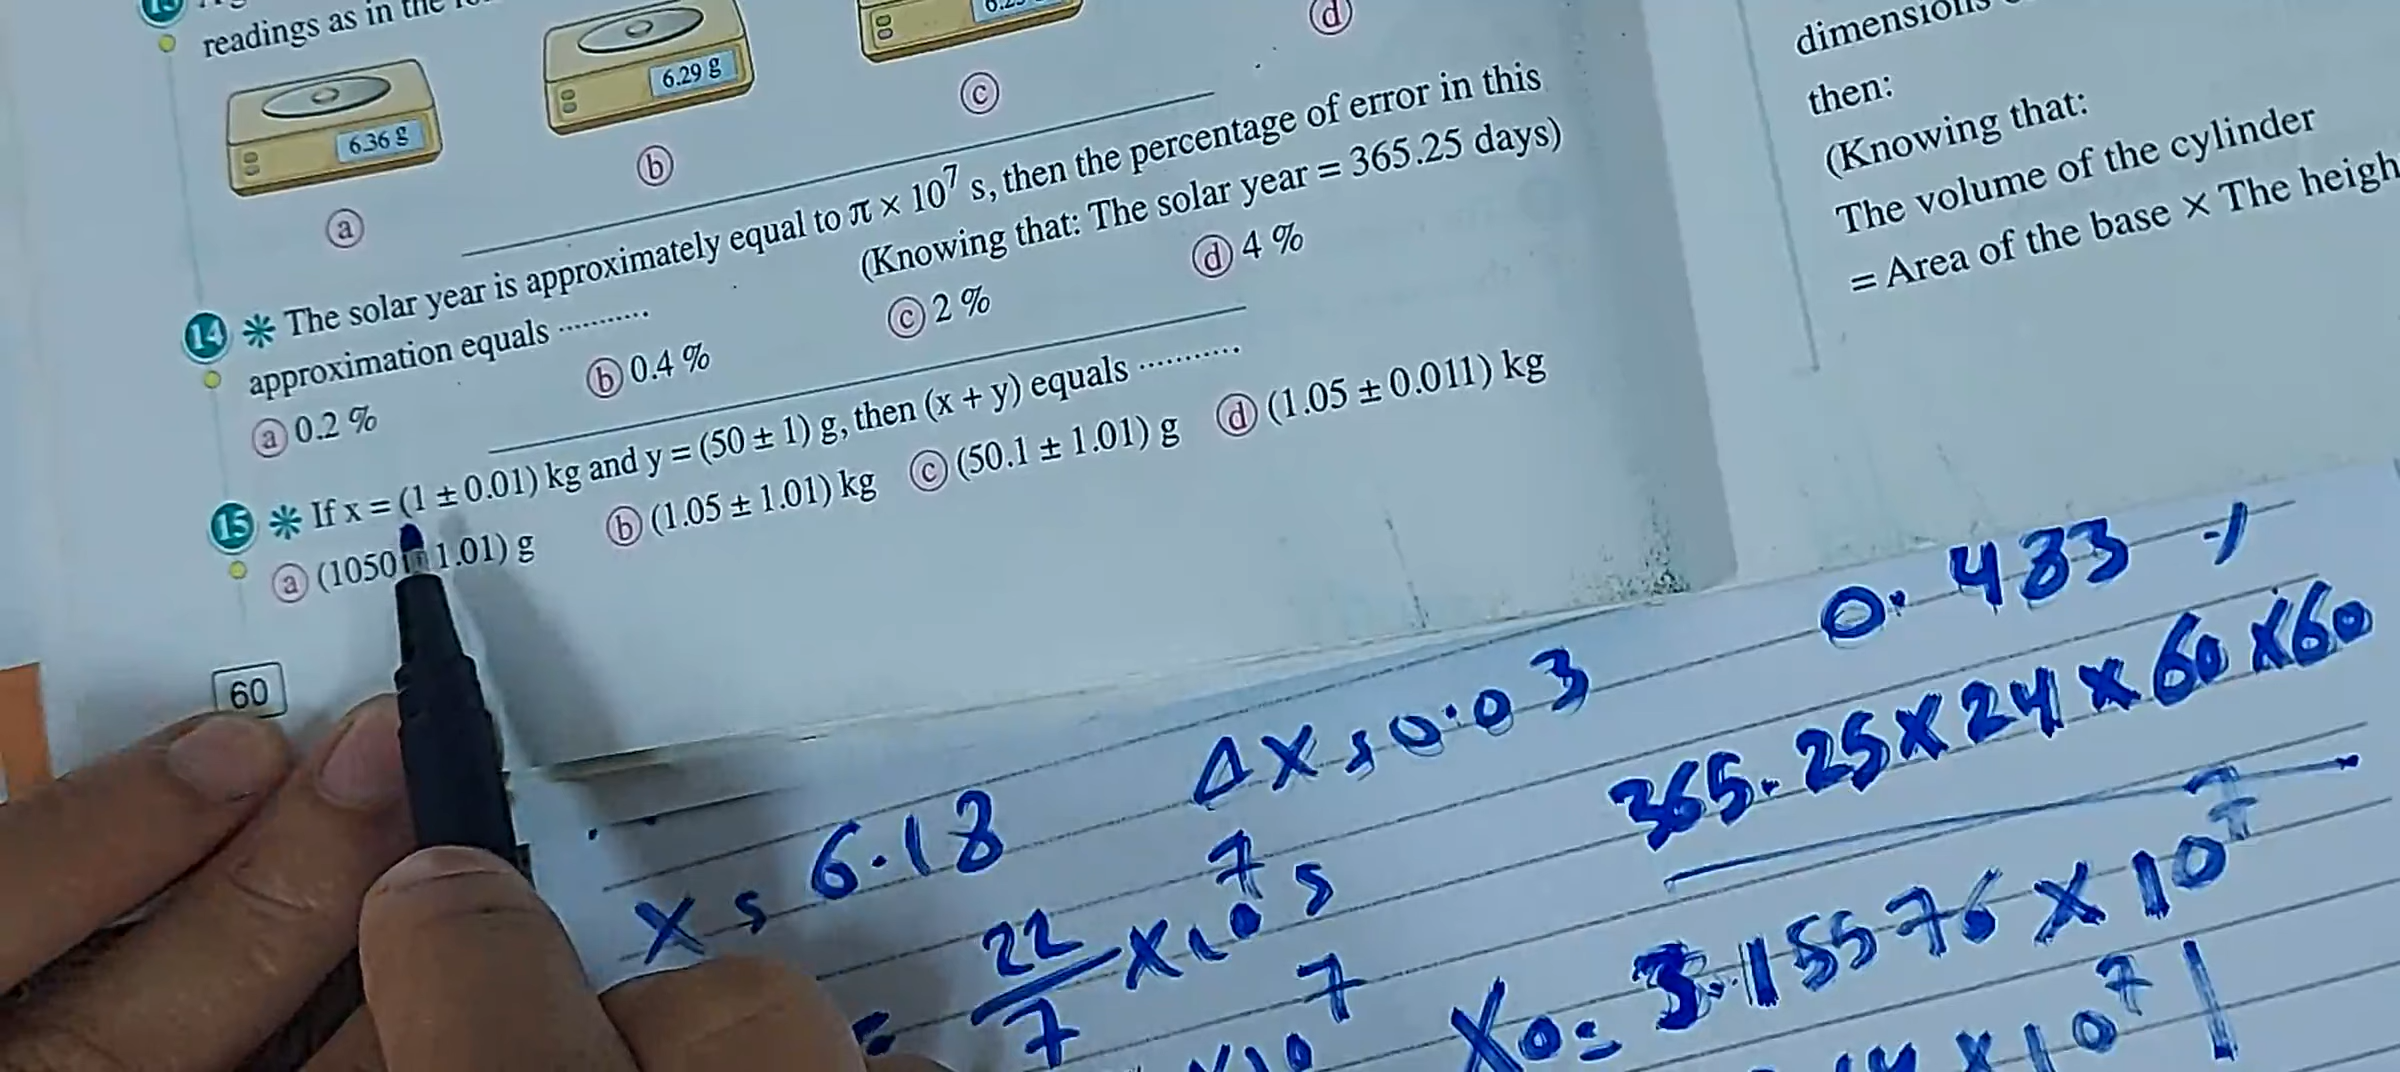 13
readings as in the
6.36 g
6.29 g
a
b
c
d
14 * The solar year is approximately equal to π × 10⁷ s, then the percentage of error in this
approximation equals ...........
(Knowing that: The solar year = 365.25 days)
a 0.2 %
b 0.4 %
c 2 %
d 4 %
15 * If x = (1 ± 0.01) kg and y = (50 ± 1) g, then (x + y) equals ...........
a (1050 1.01) g
b (1.05 ± 1.01) kg
c (50.1 ± 1.01) g
d (1.05 ± 0.011) kg
60
dimensions
then:
(Knowing that:
The volume of the cylinder
= Area of the base × The heigh
0.433
ΔX = 0.03
365.25×24×60×60
X = 6.18
22/7 ×10⁷ s
X0 = 3.15576×10⁷
×10⁷
×10⁷ |